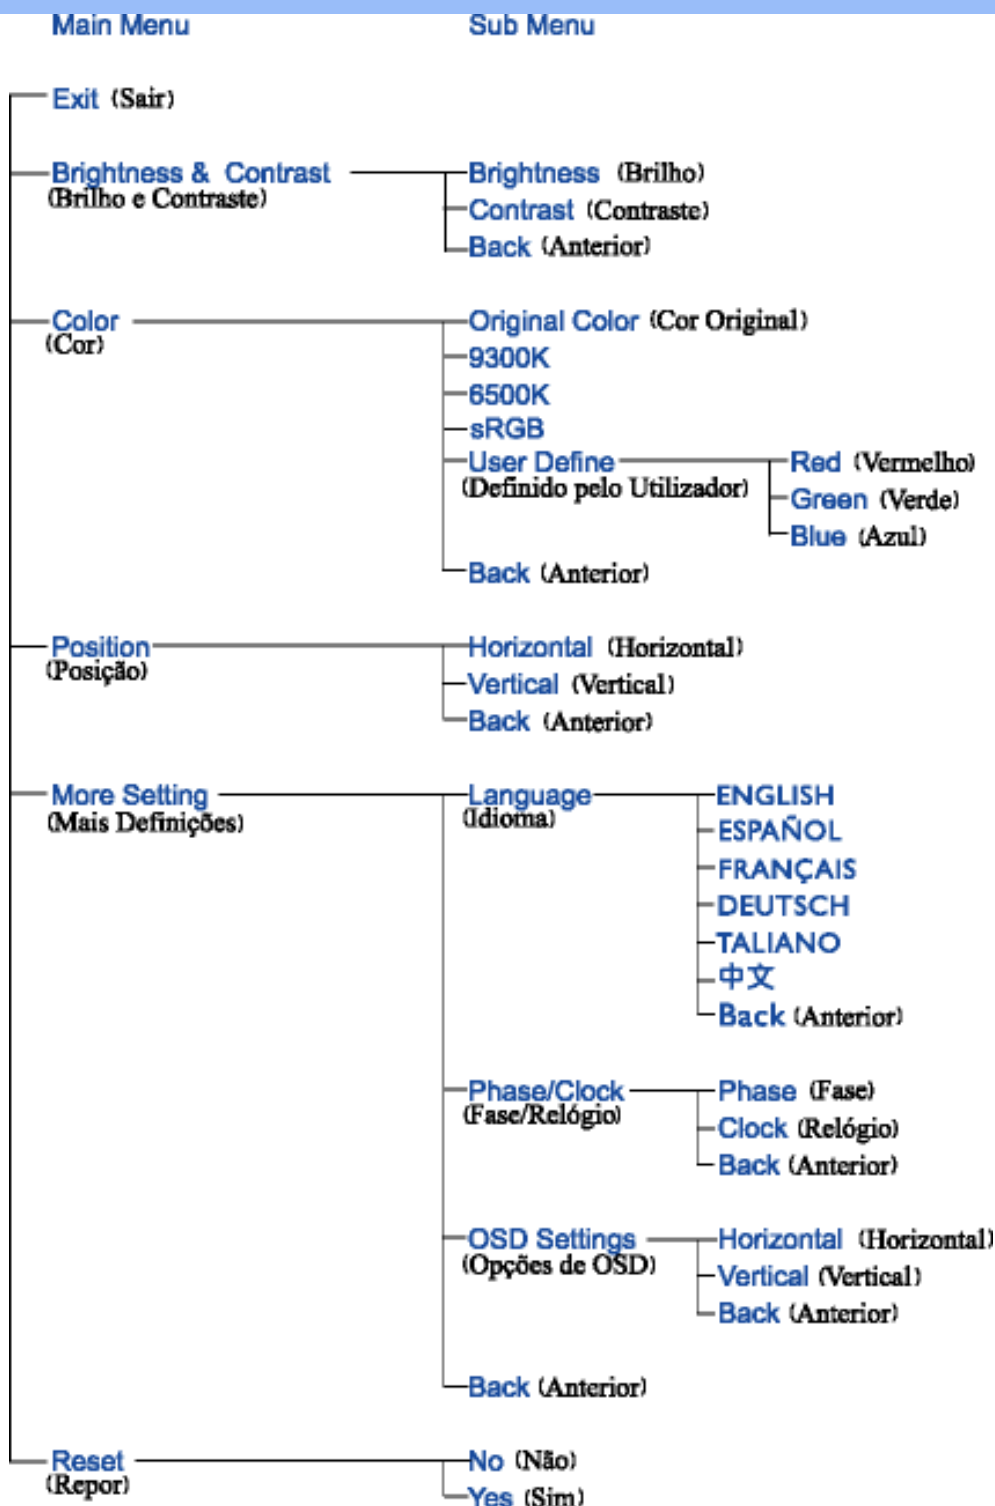 Main Menu Sub Menu
Exit (Sair)
Brightness & Contrast Brightness (Brilho)
(Brilho e Contraste)
Contrast (Contraste)
Back (Anterior)
Color Original Color (Cor Original)
(Cor)
9300K
6500K
sRGB
User Define Red (Vermelho)
(Definido pelo Utilizador)
Green (Verde)
Blue (Azul)
Back (Anterior)
Position Horizontal (Horizontal)
(Posição)
Vertical (Vertical)
Back (Anterior)
More Setting Language ENGLISH
(Mais Definições) (Idioma)
ESPAÑOL
FRANÇAIS
DEUTSCH
TALIANO
中文
Back (Anterior)
Phase/Clock Phase (Fase)
(Fase/Relógio)
Clock (Relógio)
Back (Anterior)
OSD Settings Horizontal (Horizontal)
(Opções de OSD)
Vertical (Vertical)
Back (Anterior)
Back (Anterior)
Reset No (Não)
(Repor)
Yes (Sim)